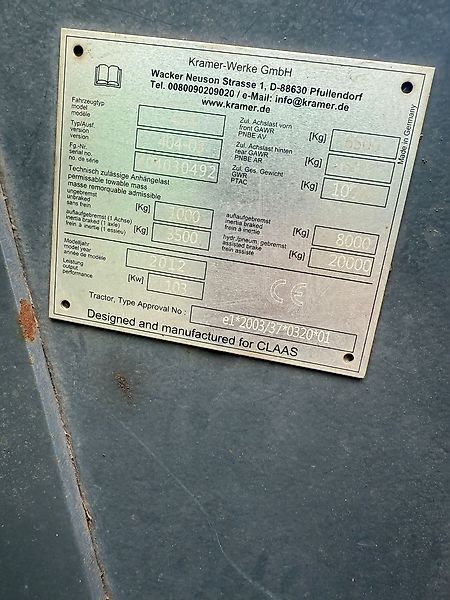 Kramer-Werke GmbH
Wacker Neuson Strasse 1, D-88630 Pfullendorf
Tel. 0080090209020 / e-Mail: info@kramer.de
www.kramer.de
Made in Germany
Fahrzeugtyp
model
modèle
Typ/Ausf.
version
version
Fg.-Nr.
serial no.
no. de série
Technisch zulässige Anhängelast
permissable towable mass
masse remorquable admissible
ungebremst
unbraked
sans frein
[Kg] 1000
auflaufgebremst (1 Achse)
inertia braked (1 axle)
frein à inertie (1 essieu)
[Kg] 3500
Modelljahr
model year
année de modèle
2012
Leistung
output
performance
[Kw] 103
Zul. Achslast vorn
front GAWR
PNBE AV
[Kg]
Zul. Achslast hinten
rear GAWR
PNBE AR
[Kg]
Zul. Ges. Gewicht
GWR
PTAC
[Kg]
auflaufgebremst
inertia braked
frein à inertie
[Kg] 8000
hydr./pneum. gebremst
assisted brake
frein assistée
[Kg] 20000
CE
Tractor, Type Approval No : e1*2003/37*0320*01
Designed and manufactured for CLAAS